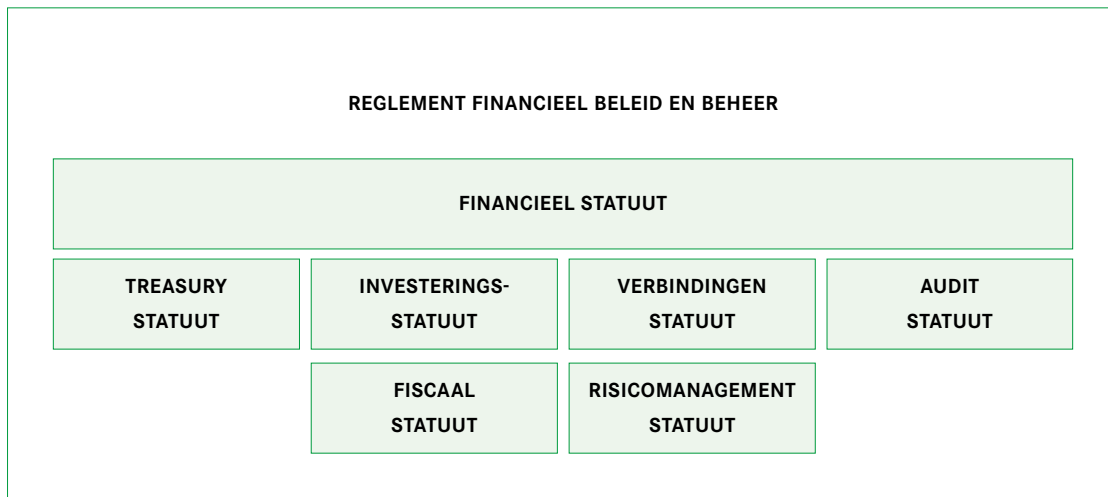 REGLEMENT FINANCIEEL BELEID EN BEHEER
FINANCIEEL STATUUT
TREASURY
STATUUT
INVESTERINGS-
STATUUT
VERBINDINGEN
STATUUT
AUDIT
STATUUT
FISCAAL
STATUUT
RISICOMANAGEMENT
STATUUT